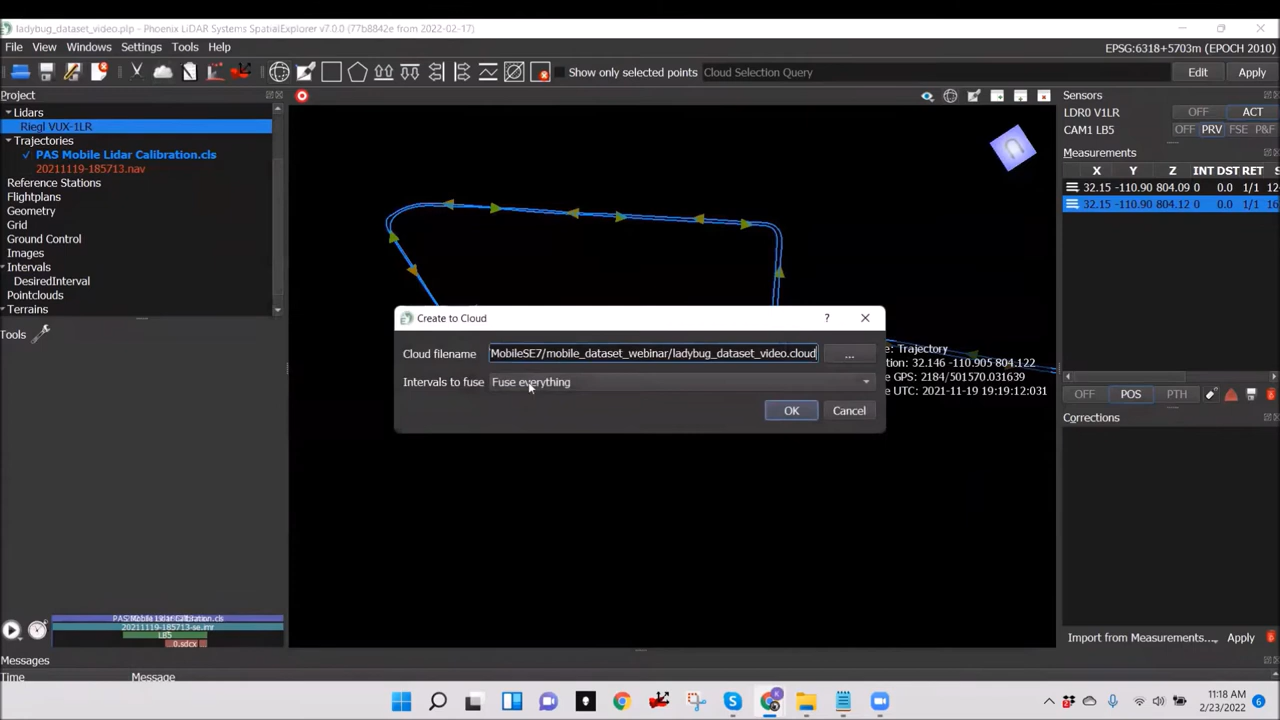 ladybug_dataset_video.plp - Phoenix LiDAR Systems SpatialExplorer v7.0.0 (77b8842e from 2022-02-17)
File View Windows Settings Tools Help
EPSG:6318+5703m (EPOCH 2010)
Show only selected points Cloud Selection Query Edit Apply
Project
Lidars
Riegl VUX-1LR
Trajectories
✓ PAS Mobile Lidar Calibration.cls
20211119-185713.nav
Reference Stations
Flightplans
Geometry
Grid
Ground Control
Images
Intervals
DesiredInterval
Pointclouds
Terrains
Tools
PAS Mobile Lidar Calibration.cls
20211119-185713-se.imr
LB5
0.sdcx
Create to Cloud
?
Cloud filename MobileSE7/mobile_dataset_webinar/ladybug_dataset_video.cloud ...
Intervals to fuse Fuse everything
OK Cancel
e: Trajectory
ion: 32.146 -110.905 804.122
e GPS: 2184/501570.031639
e UTC: 2021-11-19 19:19:12:031
Sensors
LDR0 V1LR OFF ACT
CAM1 LB5 OFF PRV FSE P&F
Measurements
X Y Z INT DST RET S
32.15 -110.90 804.09 0 0.0 1/1 12
32.15 -110.90 804.12 0 0.0 1/1 16
OFF POS PTH
Corrections
Import from Measurements... Apply
Messages
Time Message
11:18 AM
2/23/2022
6